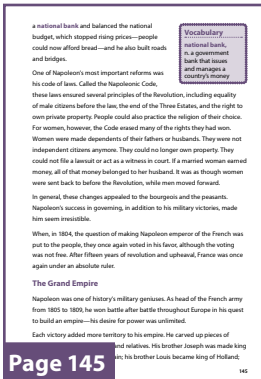 a national bank and balanced the national
budget, which stopped rising prices—people
could now afford bread—and he also built roads
and bridges.
Vocabulary
national bank,
n. a government
bank that issues
and manages a
country's money
One of Napoleon's most important reforms was
his code of laws. Called the Napoleonic Code,
these laws ensured several principles of the Revolution, including equality
of male citizens before the law, the end of the Three Estates, and the right to
own private property. People could also practice the religion of their choice.
For women, however, the Code erased many of the rights they had won.
Women were made dependents of their fathers or husbands. They were not
independent citizens anymore. They could no longer own property. They
could not file a lawsuit or act as a witness in court. If a married woman earned
money, all of that money belonged to her husband. It was as though women
were sent back to before the Revolution, while men moved forward.
In general, these changes appealed to the bourgeois and the peasants.
Napoleon's success in governing, in addition to his military victories, made
him seem irresistible.
When, in 1804, the question of making Napoleon emperor of the French was
put to the people, they once again voted in his favor, although the voting
was not free. After fifteen years of revolution and upheaval, France was once
again under an absolute ruler.
The Grand Empire
Napoleon was one of history's military geniuses. As head of the French army
from 1805 to 1809, he won battle after battle throughout Europe in his quest
to build an empire—his desire for power was unlimited.
Each victory added more territory to his empire. He carved up pieces of
nd relatives. His brother Joseph was made king
in; his brother Louis became king of Holland;
Page 145
145